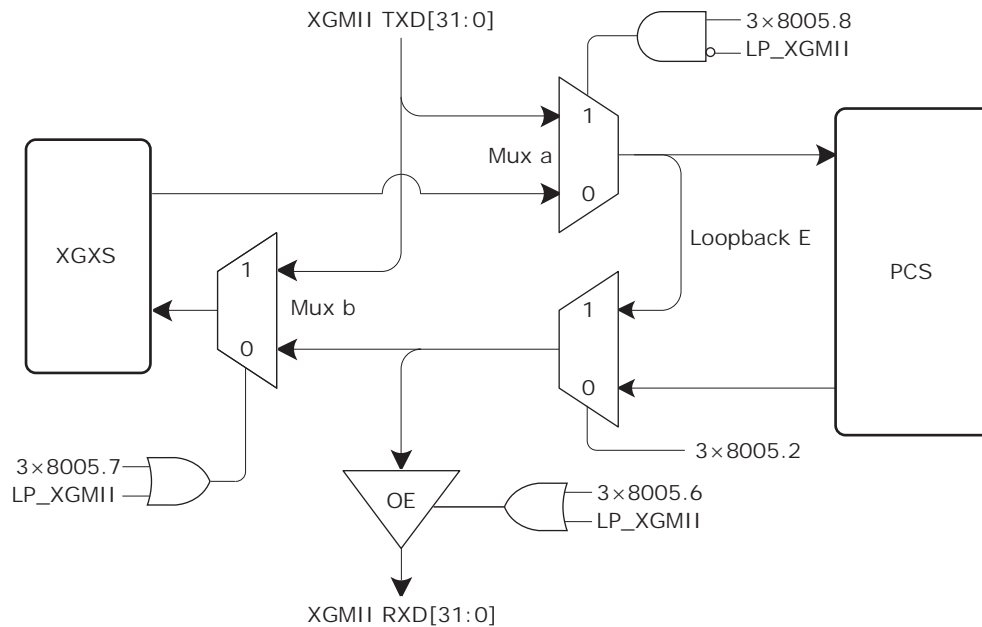 XGMII TXD[31:0]
3×8005.8
LP_XGMII
1
Mux a
0
XGXS
Loopback E
PCS
1
Mux b
0
1
0
3×8005.7
LP_XGMII
3×8005.2
OE
3×8005.6
LP_XGMII
XGMII RXD[31:0]